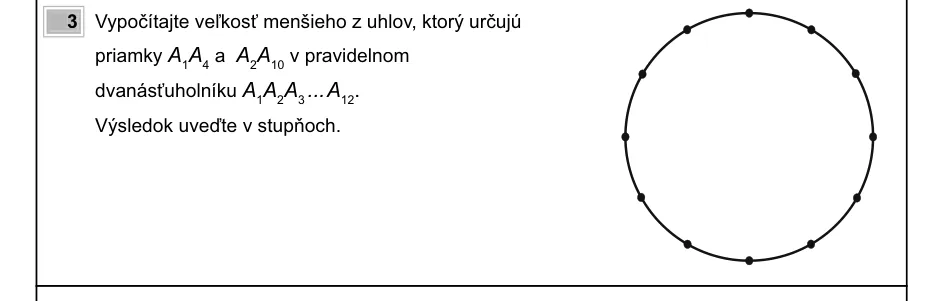 3 Vypočítajte veľkosť menšieho z uhlov, ktorý určujú
priamky A₁A₄ a A₂A₁₀ v pravidelnom
dvanásťuholníku A₁A₂A₃...A₁₂.
Výsledok uveďte v stupňoch.